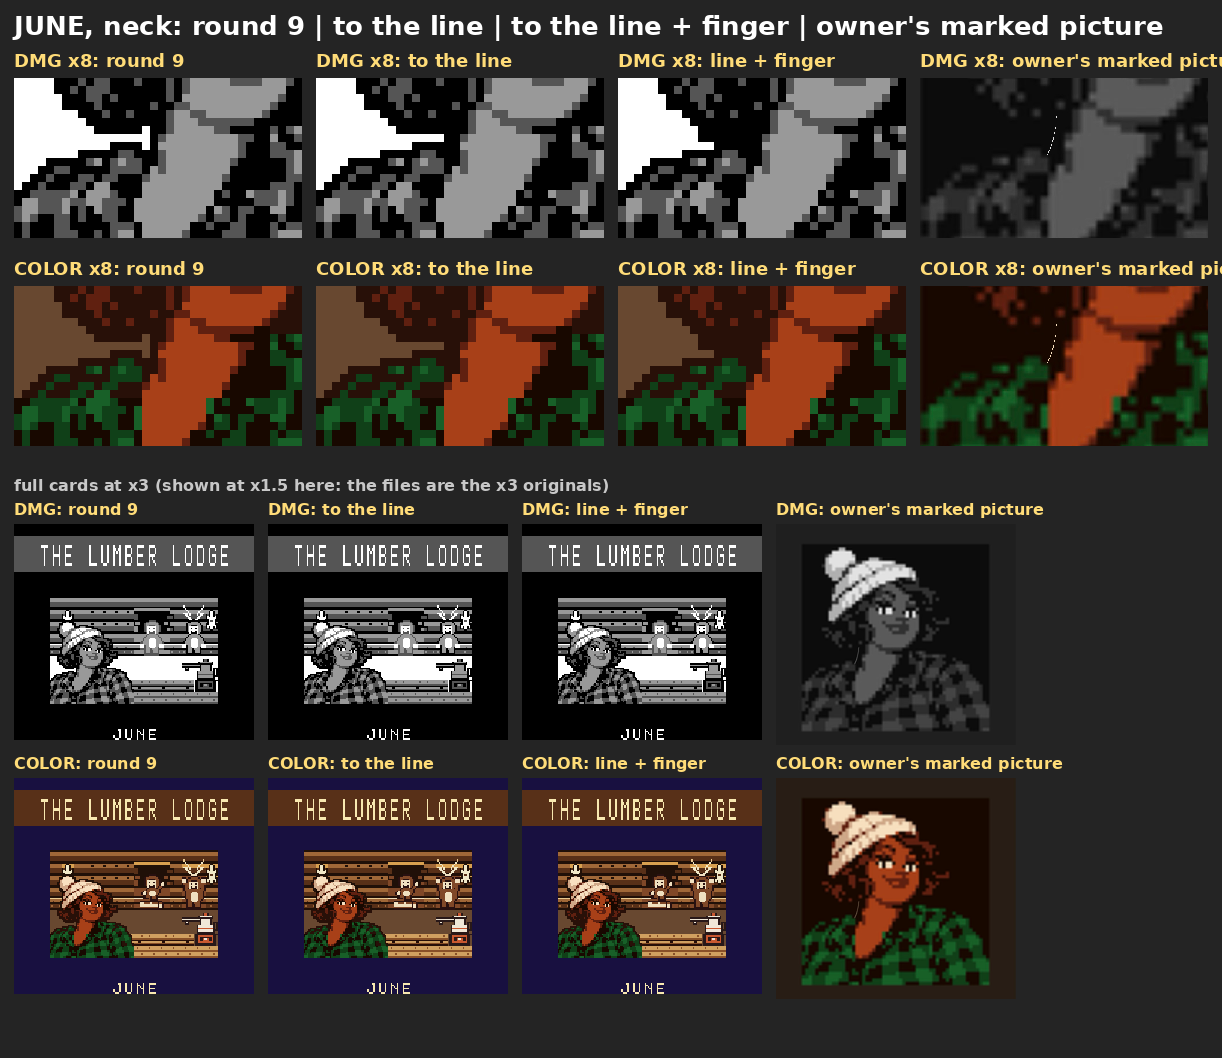 JUNE, neck: round 9 | to the line | to the line + finger | owner's marked picture
DMG x8: round 9
DMG x8: to the line
DMG x8: line + finger
DMG x8: owner's marked pictu
COLOR x8: round 9
COLOR x8: to the line
COLOR x8: line + finger
COLOR x8: owner's marked pic
full cards at x3 (shown at x1.5 here: the files are the x3 originals)
DMG: round 9
DMG: to the line
DMG: line + finger
DMG: owner's marked picture
THE LUMBER LODGE
THE LUMBER LODGE
THE LUMBER LODGE
JUNE
JUNE
JUNE
COLOR: round 9
COLOR: to the line
COLOR: line + finger
COLOR: owner's marked picture
THE LUMBER LODGE
THE LUMBER LODGE
THE LUMBER LODGE
JUNE
JUNE
JUNE